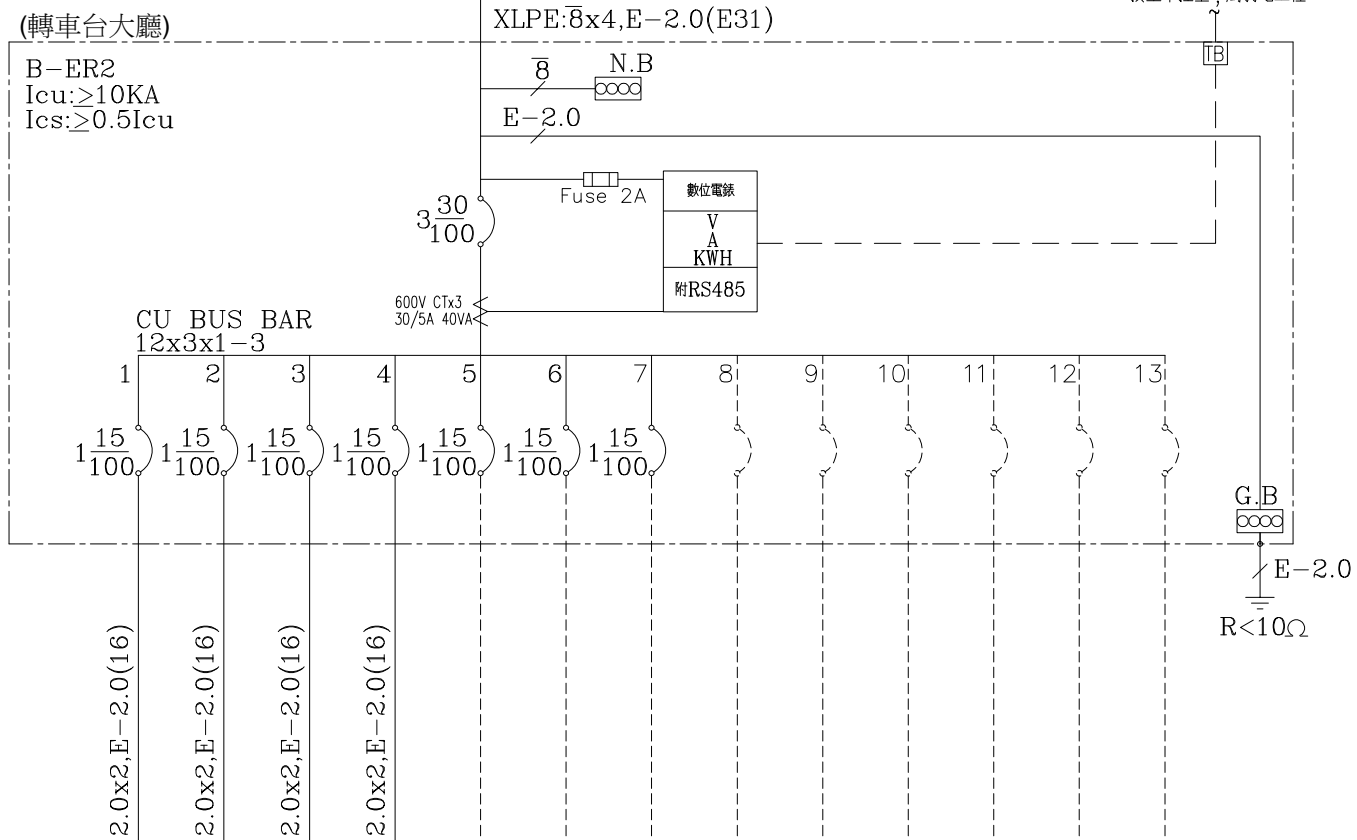 (轉車台大廳)
XLPE:8x4,E-2.0(E31)
TB
B-ER2
Icu:≥10KA
Ics:≥0.5Icu
8
N.B
E-2.0
Fuse 2A
數位電錶
V
A
KWH
附RS485
3 30/100
600V CTx3
30/5A 40VA
CU BUS BAR
12x3x1-3
1 2 3 4 5 6 7 8 9 10 11 12 13
1 15/100 1 15/100 1 15/100 1 15/100 1 15/100 1 15/100 1 15/100
G.B
E-2.0
R<10Ω
2.0x2,E-2.0(16)
2.0x2,E-2.0(16)
2.0x2,E-2.0(16)
2.0x2,E-2.0(16)